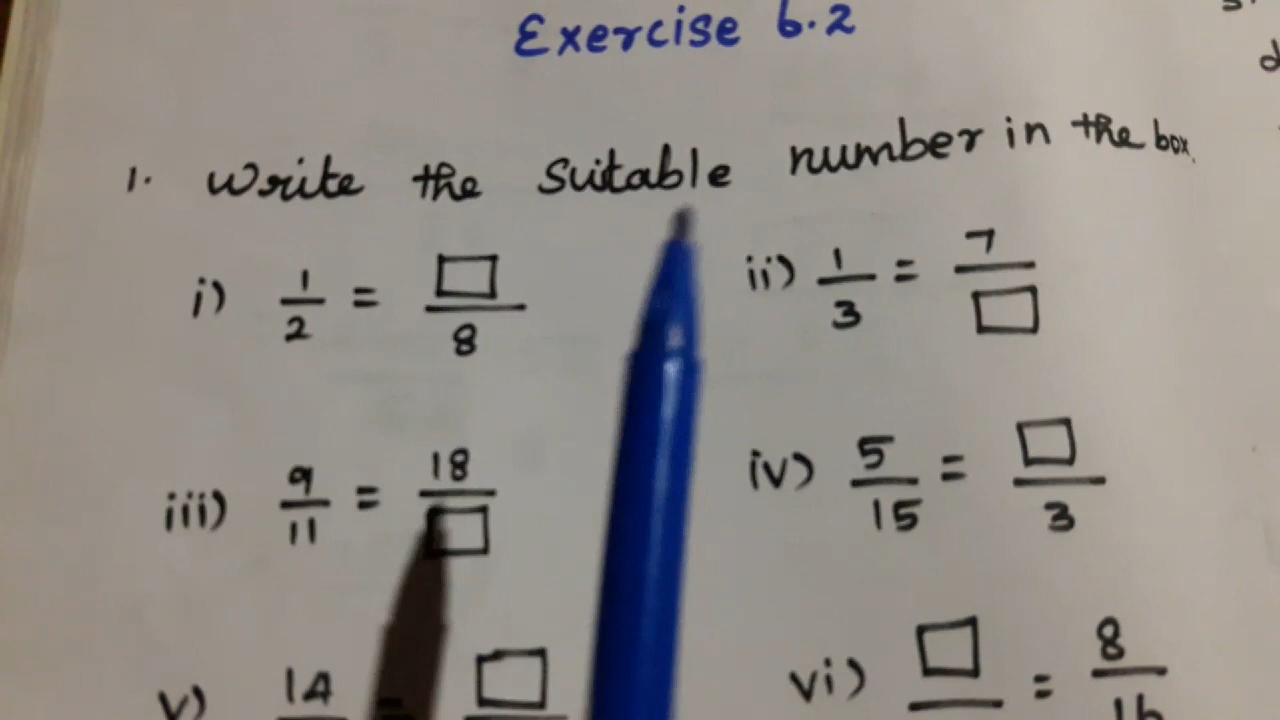 Exercise 6.2
1. Write the suitable number in the box.
i) 1/2 = □/8 ii) 1/3 = 7/□
iii) 9/11 = 18/□ iv) 5/15 = □/3
v) 14 = □ vi) □ = 8/16